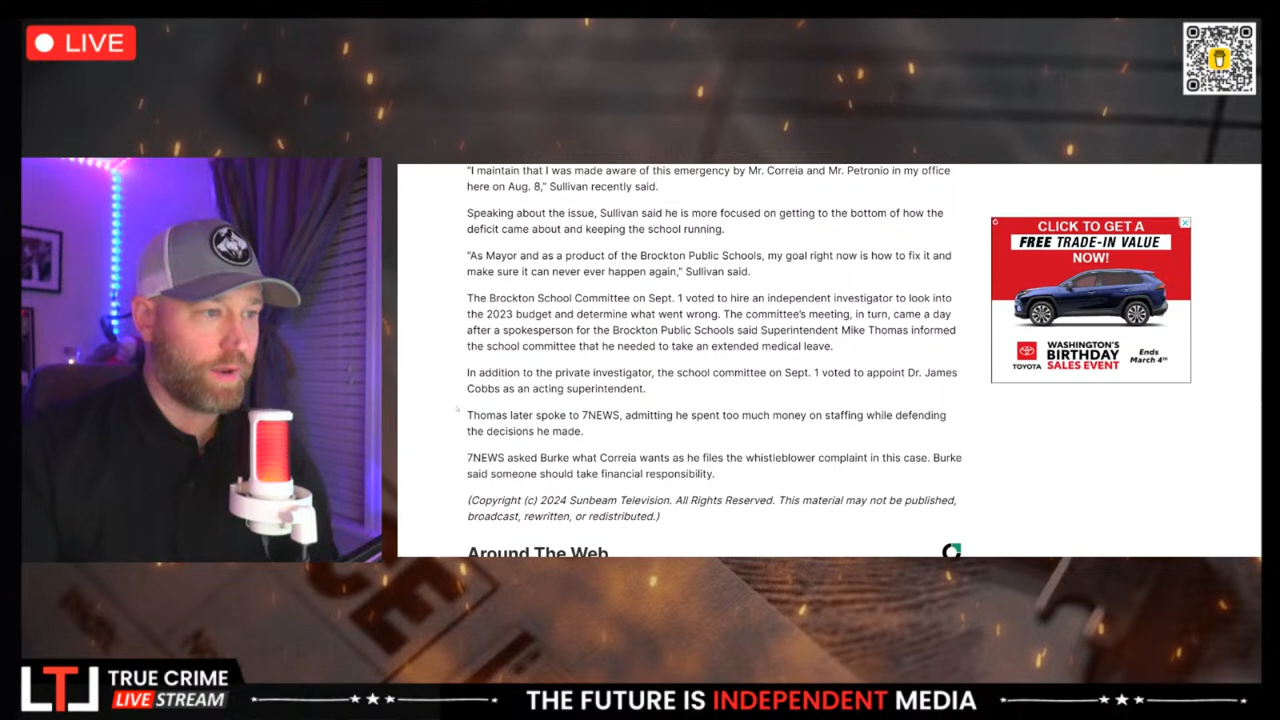 LIVE
"I maintain that I was made aware of this emergency by Mr. Correia and Mr. Petronio in my office
here on Aug. 8," Sullivan recently said.
Speaking about the issue, Sullivan said he is more focused on getting to the bottom of how the
deficit came about and keeping the school running.
"As Mayor and as a product of the Brockton Public Schools, my goal right now is how to fix it and
make sure it can never ever happen again," Sullivan said.
The Brockton School Committee on Sept. 1 voted to hire an independent investigator to look into
the 2023 budget and determine what went wrong. The committee's meeting, in turn, came a day
after a spokesperson for the Brockton Public Schools said Superintendent Mike Thomas informed
the school committee that he needed to take an extended medical leave.
In addition to the private investigator, the school committee on Sept. 1 voted to appoint Dr. James
Cobbs as an acting superintendent.
Thomas later spoke to 7NEWS, admitting he spent too much money on staffing while defending
the decisions he made.
7NEWS asked Burke what Correia wants as he files the whistleblower complaint in this case. Burke
said someone should take financial responsibility.
(Copyright (c) 2024 Sunbeam Television. All Rights Reserved. This material may not be published,
broadcast, rewritten, or redistributed.)
Around The Web
CLICK TO GET A
FREE TRADE-IN VALUE
NOW!
TOYOTA
WASHINGTON'S
BIRTHDAY
SALES EVENT
Ends
March 4th
LTL
TRUE CRIME
LIVE STREAM
THE FUTURE IS INDEPENDENT MEDIA